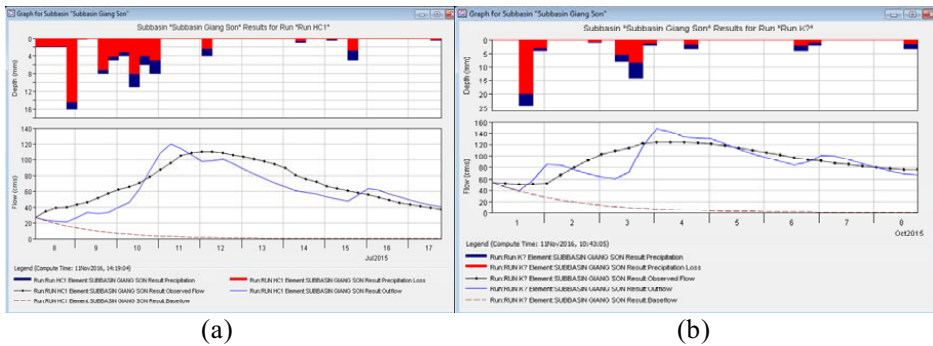 Graph for Subbasin "Subbasin Giang Son"
Subbasin "Subbasin Giang Son" Results for Run "Run HC1"
Depth (mm)
0
2
4
6
8
10
12
16
Flow (cms)
140
120
100
80
60
40
20
0
8
9
10
11
12
13
14
15
16
17
Jul2015
Legend (Compute Time: 11Nov2016, 14:19:04)
Run:Run HC1 Element:SUBBASIN GIANG SON Result:Precipitation
Run:RUN HC1 Element:SUBBASIN GIANG SON Result:Precipitation Loss
Run:RUN HC1 Element:SUBBASIN GIANG SON Result:Observed Flow
Run:RUN HC1 Element:SUBBASIN GIANG SON Result:Outflow
Run:RUN HC1 Element:SUBBASIN GIANG SON Result:Baseflow
(a)
Graph for Subbasin "Subbasin Giang Son"
Subbasin "Subbasin Giang Son" Results for Run "Run K?"
Depth (mm)
0
5
10
15
20
25
Flow (cms)
160
140
120
100
80
60
40
20
0
1
2
3
4
5
6
7
8
Oct2015
Legend (Compute Time: 11Nov2016, 10:43:05)
Run:Run K? Element:SUBBASIN GIANG SON Result:Precipitation
Run:RUN K? Element:SUBBASIN GIANG SON Result:Precipitation Loss
Run:RUN K? Element:SUBBASIN GIANG SON Result:Observed Flow
Run:RUN K? Element:SUBBASIN GIANG SON Result:Outflow
Run:RUN K? Element:SUBBASIN GIANG SON Result:Baseflow
(b)